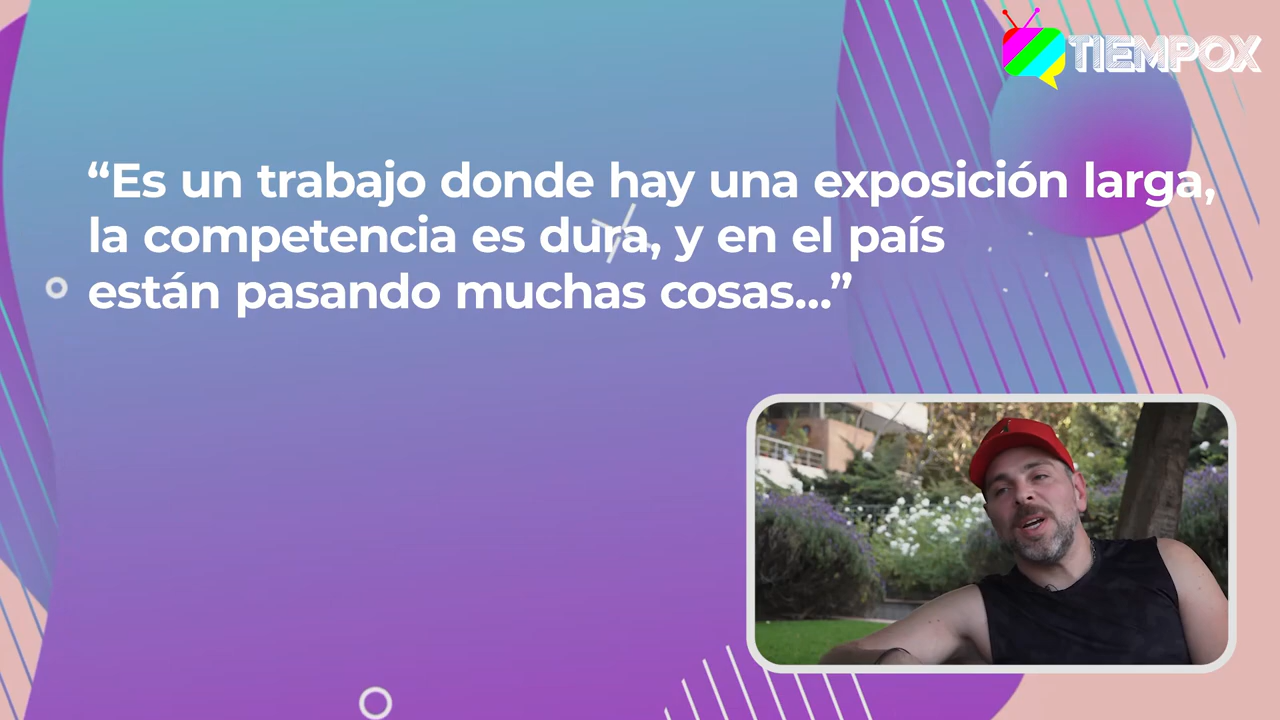 TIEMPOX
“Es un trabajo donde hay una exposición larga,
la competencia es dura, y en el país
están pasando muchas cosas...”